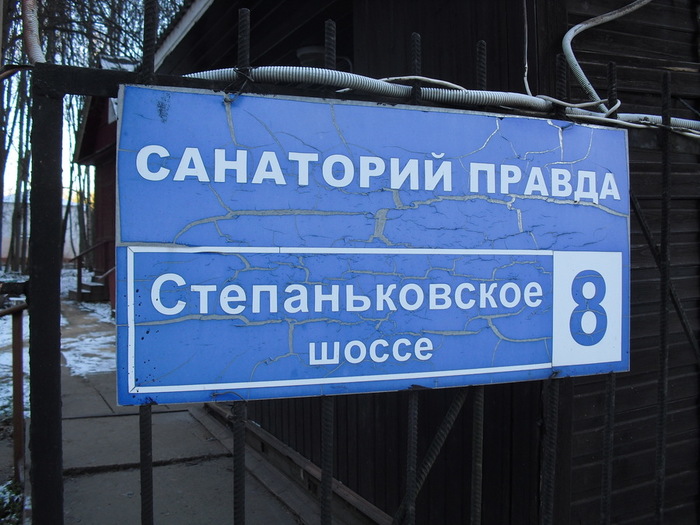 САНАТОРИЙ ПРАВДА
Степаньковское
шоссе
8